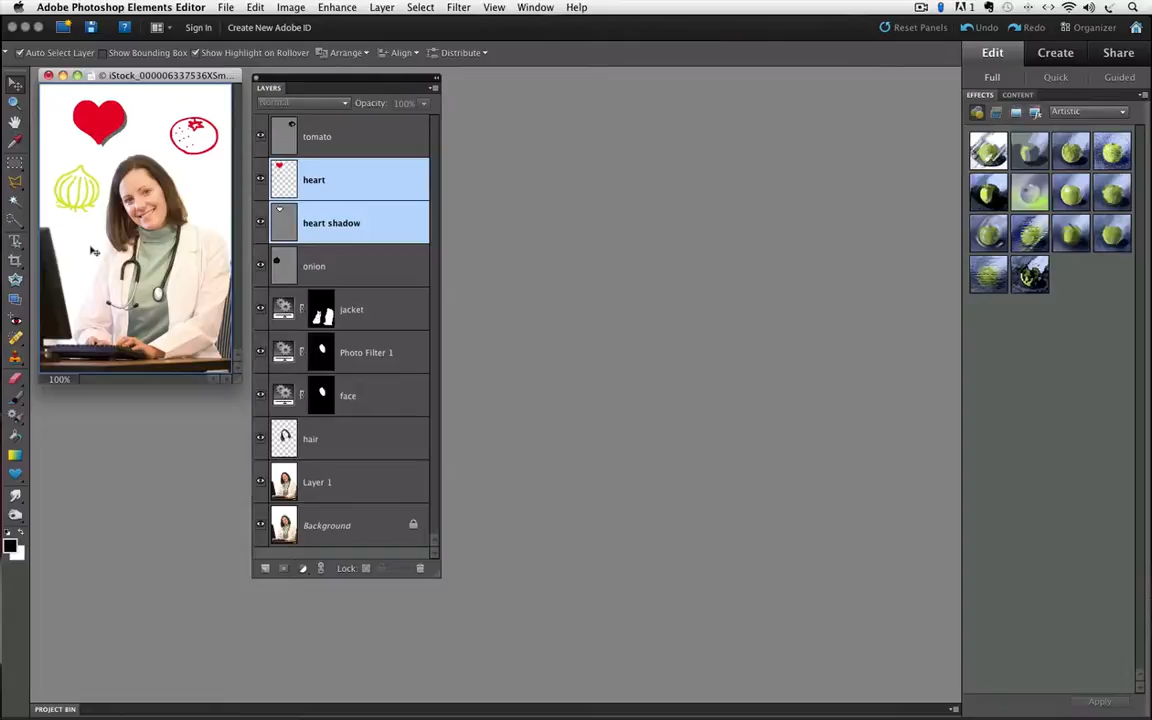 Adobe Photoshop Elements Editor File Edit Image Enhance Layer Select Filter View Window Help
Sign In Create New Adobe ID Reset Panels Undo Redo Organizer
Auto Select Layer Show Bounding Box Show Highlight on Rollover Arrange Align Distribute Edit Create Share
iStock_000006337536XSm... Full Quick Guided
LAYERS EFFECTS CONTENT
Normal Opacity: 100% Artistic
tomato
heart
heart shadow
onion
jacket
Photo Filter 1
100%
face
hair
Layer 1
Background
Lock:
Apply
PROJECT BIN